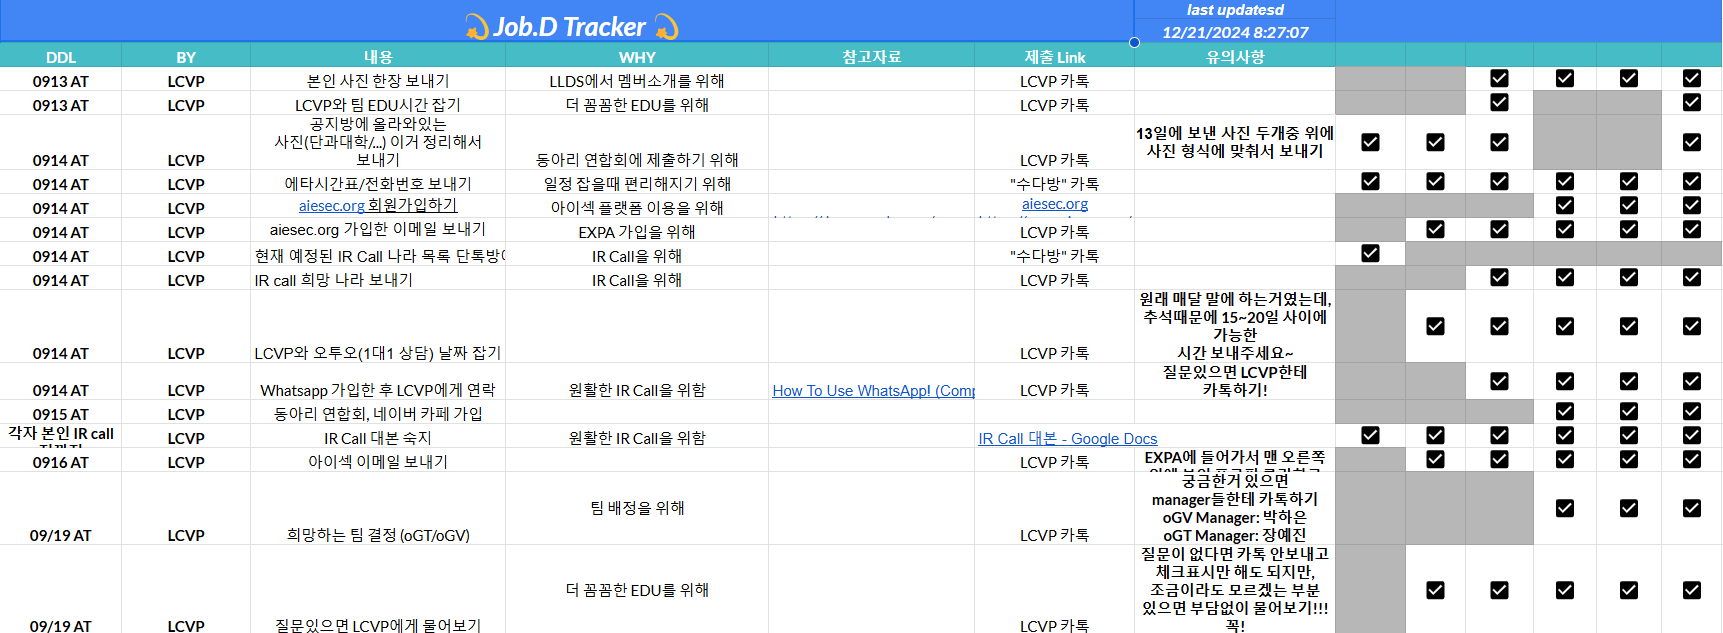 Job.D Tracker
last updatesd
12/21/2024 8:27:07
DDL BY 내용 WHY 참고자료 제출 Link 유의사항
0913 AT LCVP 본인 사진 한장 보내기 LLDS에서 멤버소개를 위해 LCVP 카톡
0913 AT LCVP LCVP와 팀 EDU시간 잡기 더 꼼꼼한 EDU를 위해
공지방에 올라와있는
사진(단과대학/...) 이거 정리해서
보내기
0914 AT LCVP 동아리 연합회에 제출하기 위해 LCVP 카톡
13일에 보낸 사진 두개중 위에
사진 형식에 맞춰서 보내기
0914 AT LCVP 에타시간표/전화번호 보내기 일정 잡을때 편리해지기 위해 "수다방" 카톡
0914 AT LCVP aiesec.org 회원가입하기 아이섹 플랫폼 이용을 위해 aiesec.org
0914 AT LCVP aiesec.org 가입한 이메일 보내기 EXPA 가입을 위해 LCVP 카톡
0914 AT LCVP 현재 예정된 IR Call 나라 목록 IR Call을 위해 "수다방" 카톡
0914 AT LCVP IR call 희망 나라 보내기 IR Call을 위해 LCVP 카톡
0914 AT LCVP LCVP와 오투오(1대1 상담) 날짜 잡기 LCVP 카톡
원래 매달 말에 하는거였는데,
추석때문에 15~20일 사이에
가능한
시간 보내주세요~
0914 AT LCVP Whatsapp 가입한 후 LCVP에게 연락 원활한 IR Call을 위함 How To Use WhatsApp! LCVP 카톡
질문있으면 LCVP한테
카톡하기!
0915 AT LCVP 동아리 연합회, 네이버 카페 가입
각자 본인 IR call
LCVP IR Call 대본 숙지 원활한 IR Call을 위함 IR Call 대본 - Google Docs
0916 AT LCVP 아이섹 이메일 보내기 LCVP 카톡
EXPA에 들어가서 맨 오른쪽
09/19 AT LCVP 희망하는 팀 결정 (oGT/oGV) 팀 배정을 위해 LCVP 카톡
궁금한거 있으면
manager들한테 카톡하기
oGV Manager: 박하은
oGT Manager: 장예진
09/19 AT LCVP 질문있으면 LCVP에게 물어보기 더 꼼꼼한 EDU를 위해 LCVP 카톡
질문이 없다면 카톡 안보내고
체크표시만 해도 되지만,
조금이라도 모르겠는 부분
있으면 부담없이 물어보기!!!
꼭!